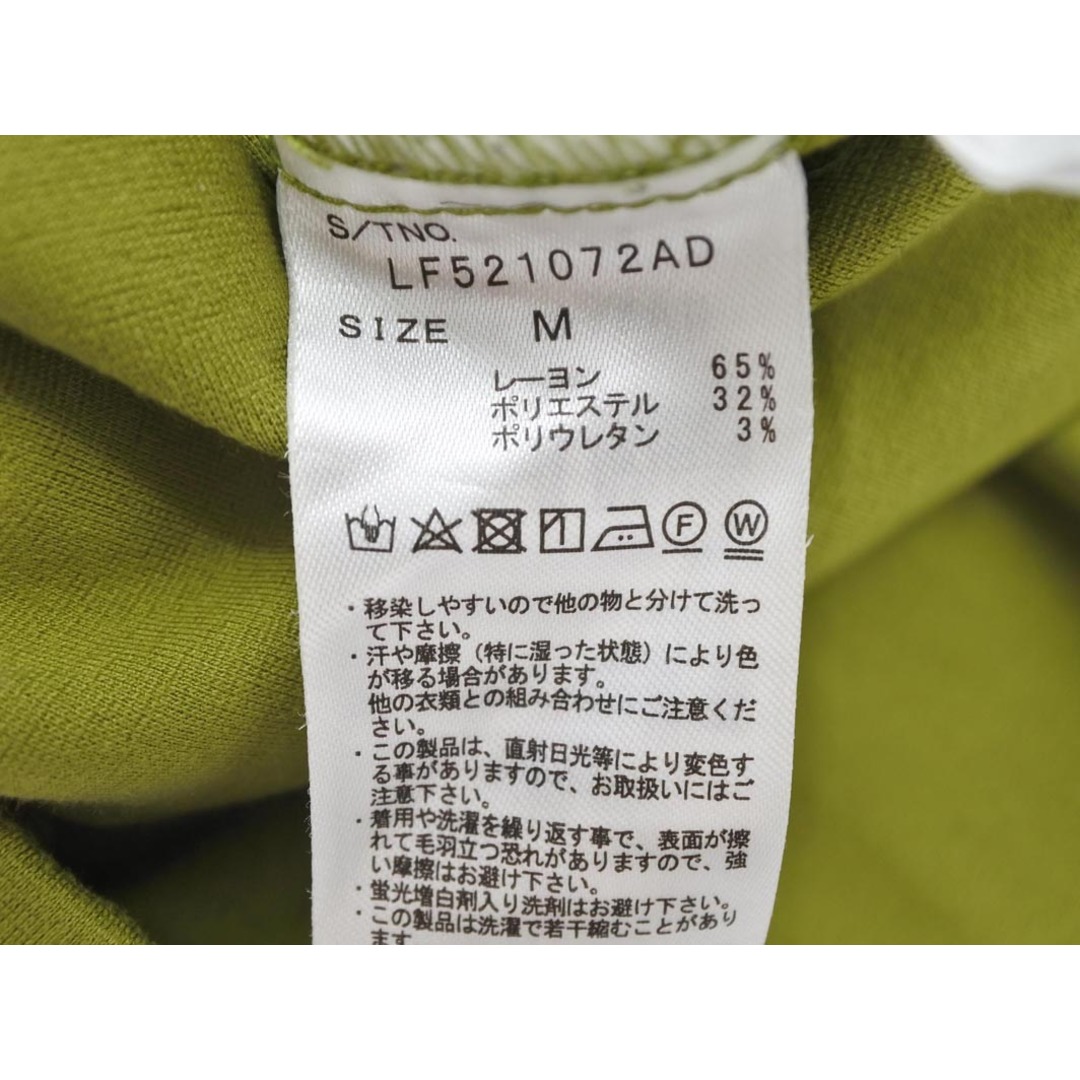 S/TNO.
LF521072AD
SIZE M
レーヨン 65%
ポリエステル 32%
ポリウレタン 3%
F W
・移染しやすいので他の物と分けて洗っ
て下さい。
・汗や摩擦（特に湿った状態）により色
が移る場合があります。
他の衣類との組み合わせにご注意くだ
さい。
・この製品は、直射日光等により変色す
る事がありますので、お取扱いにはご
注意下さい。
・着用や洗濯を繰り返す事で、表面が擦
れて毛羽立つ恐れがありますので、強
い摩擦はお避け下さい。
・蛍光増白剤入り洗剤はお避け下さい。
・この製品は洗濯で若干縮むことがあり
ます